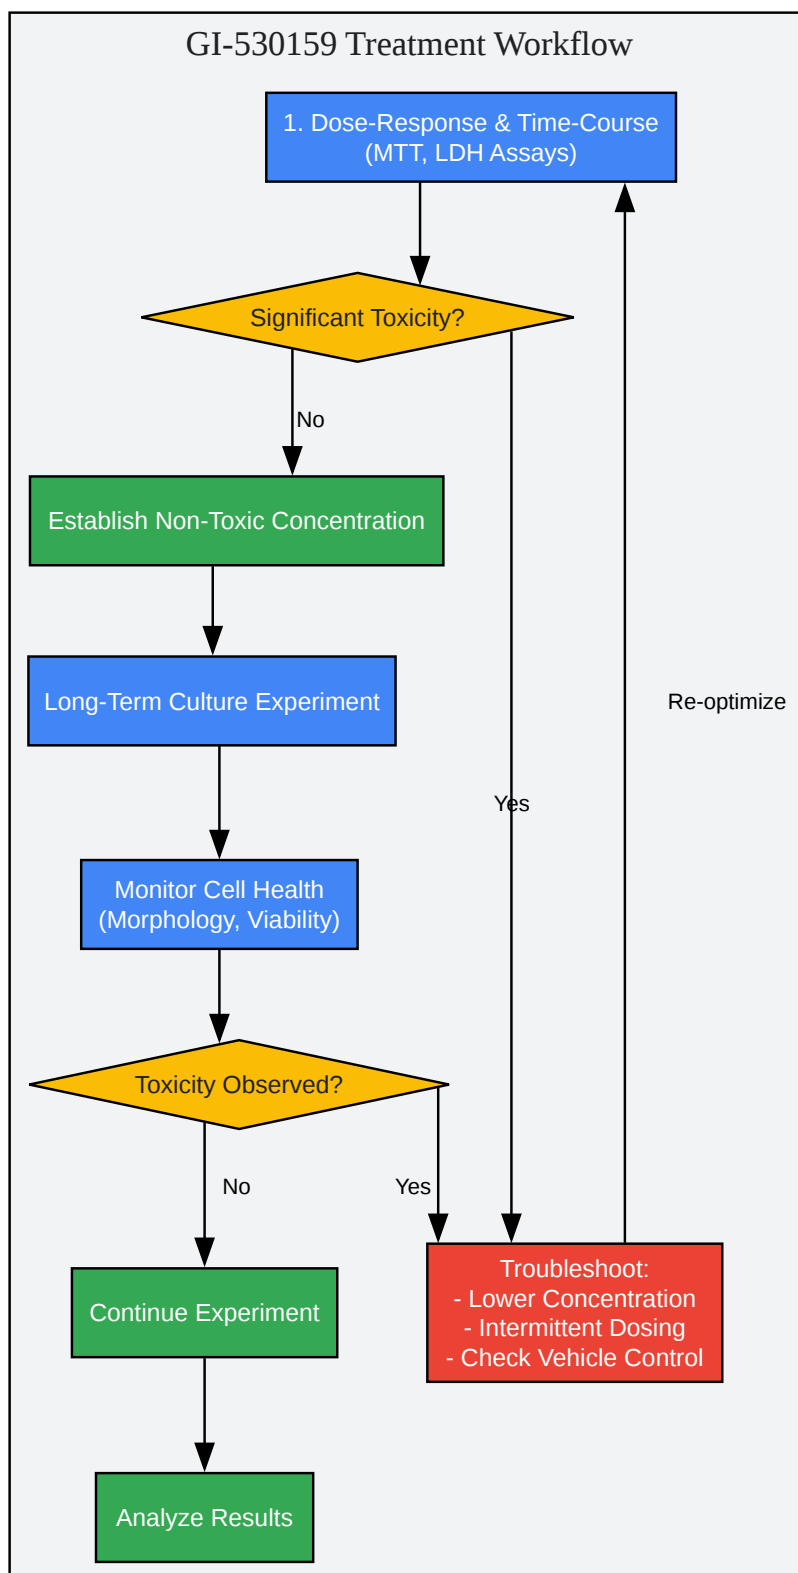 GI-530159 Treatment Workflow
1. Dose-Response & Time-Course
(MTT, LDH Assays)
Significant Toxicity?
No
Establish Non-Toxic Concentration
Long-Term Culture Experiment
Re-optimize
Yes
Monitor Cell Health
(Morphology, Viability)
Toxicity Observed?
No
Yes
Troubleshoot:
- Lower Concentration
- Intermittent Dosing
- Check Vehicle Control
Continue Experiment
Analyze Results